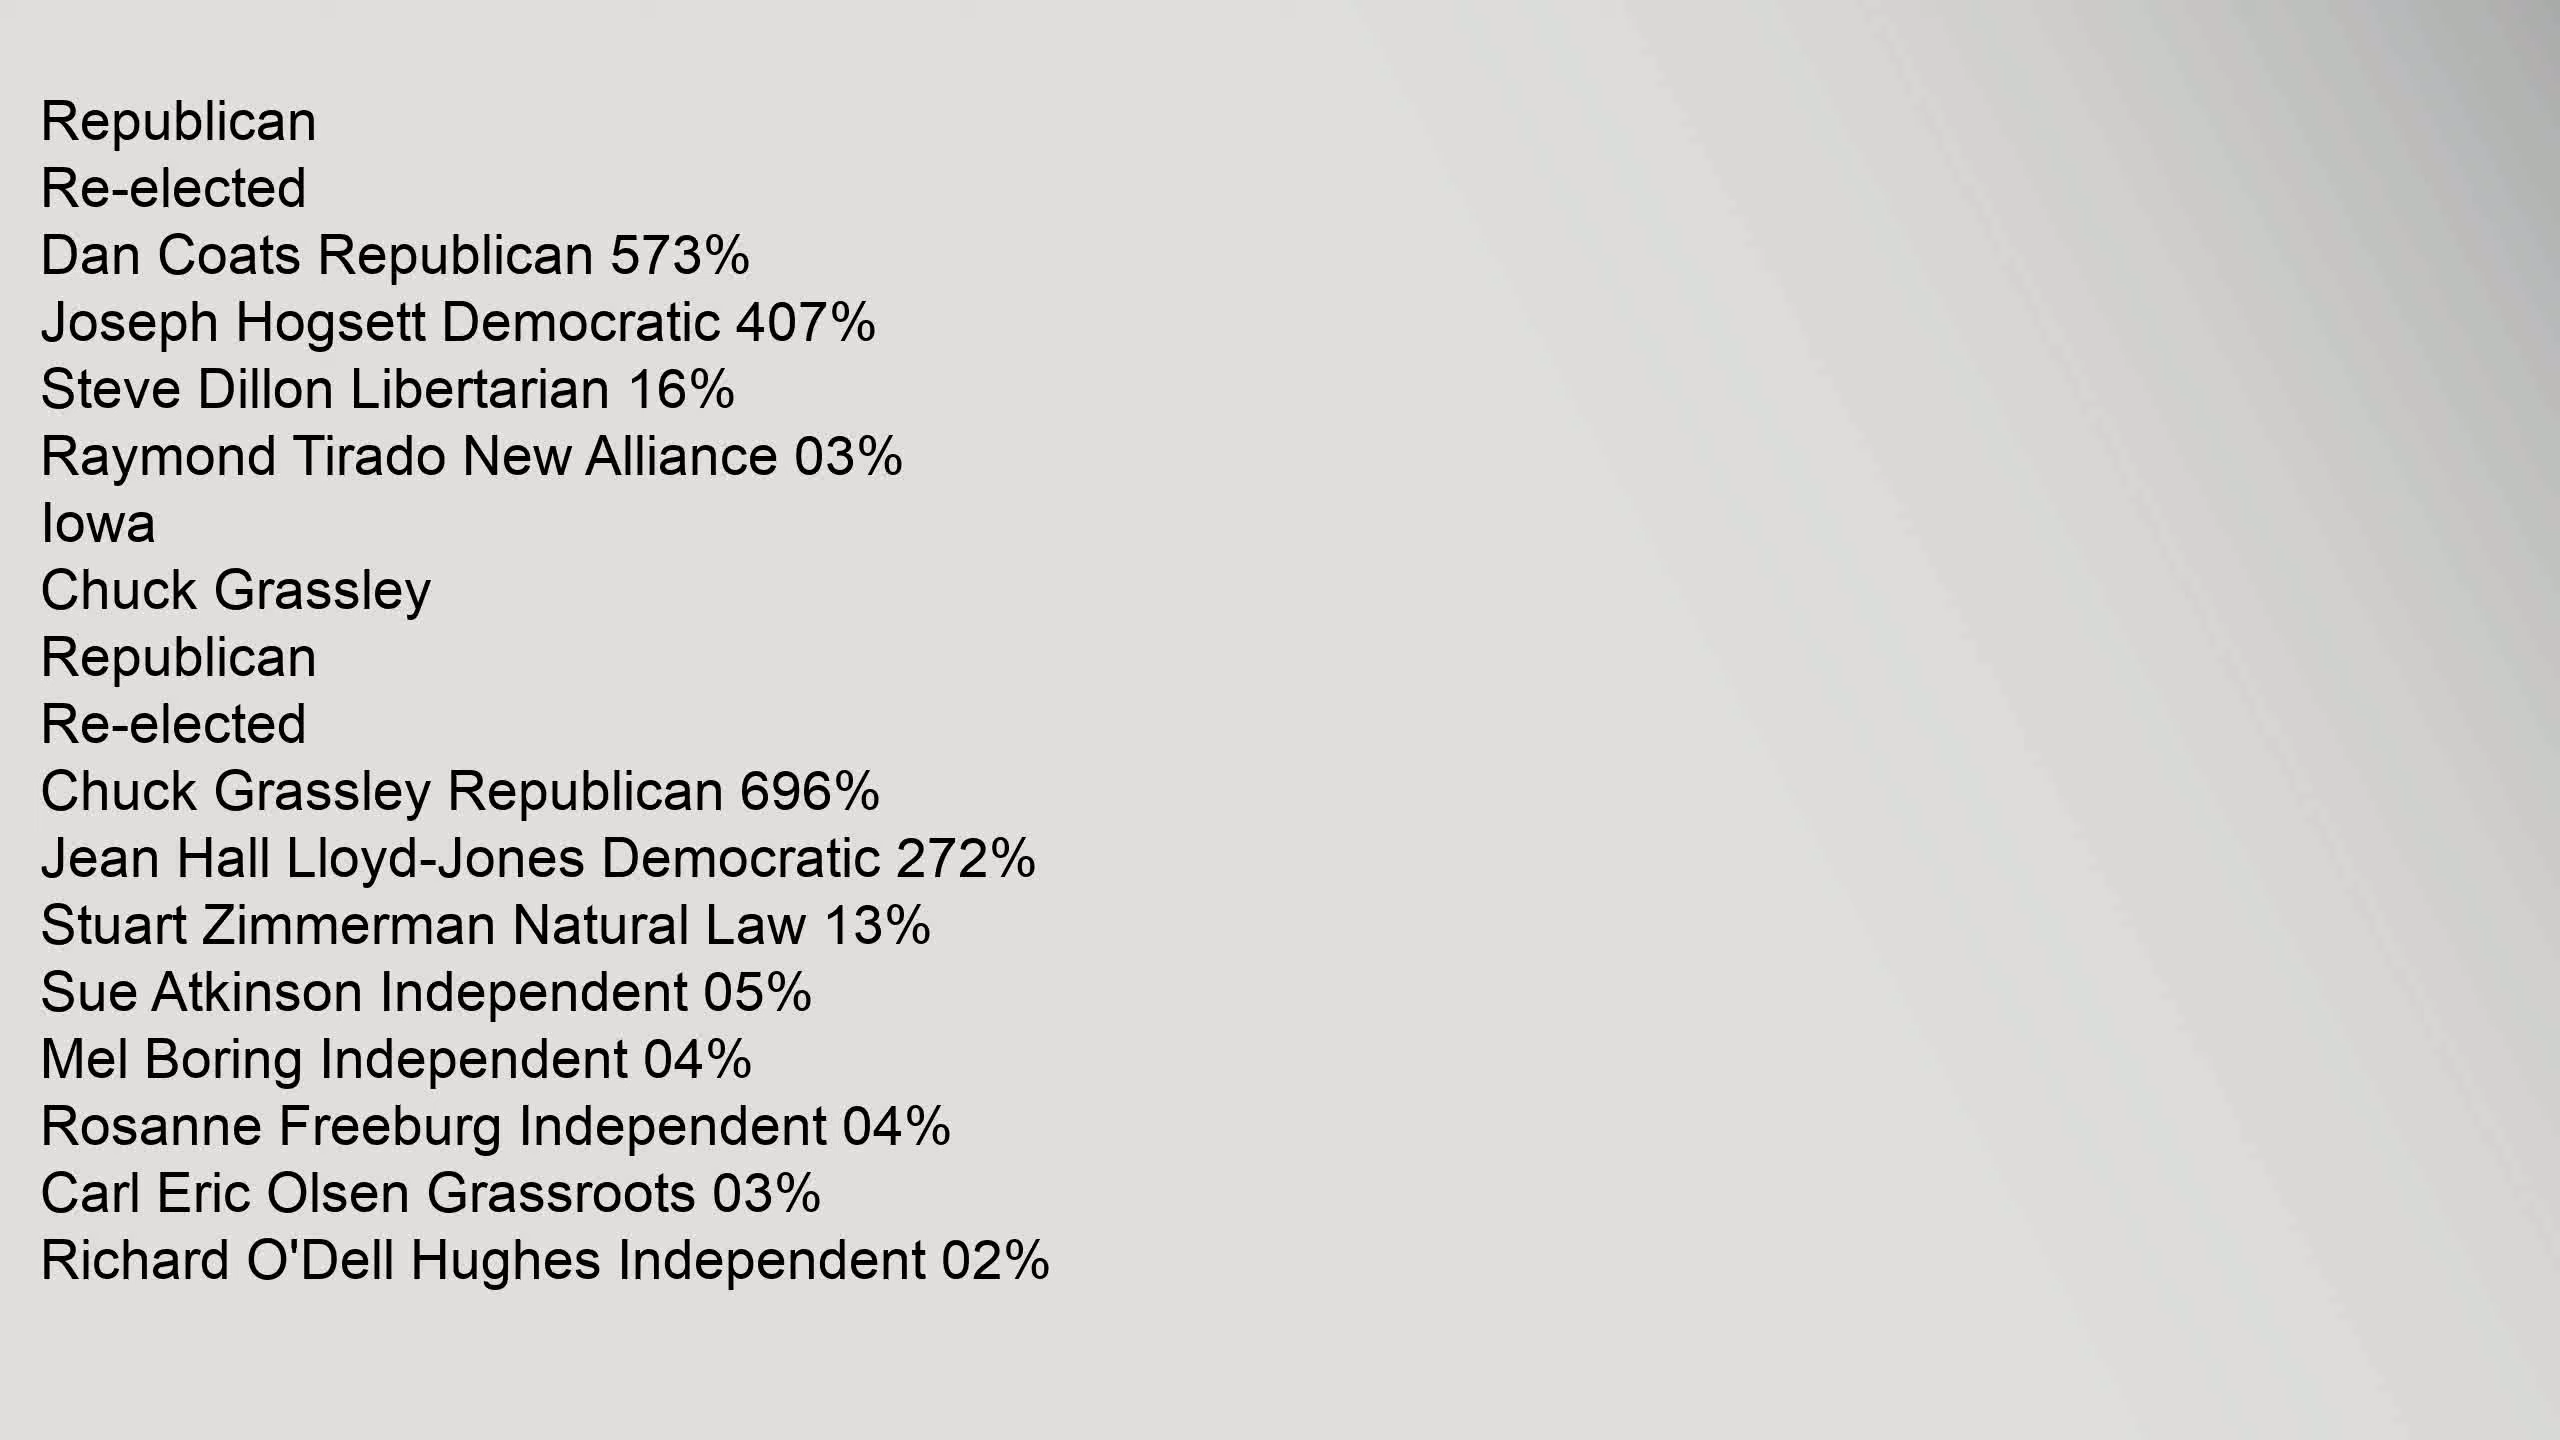 Republican
Re-elected
Dan Coats Republican 573%
Joseph Hogsett Democratic 407%
Steve Dillon Libertarian 16%
Raymond Tirado New Alliance 03%
Iowa
Chuck Grassley
Republican
Re-elected
Chuck Grassley Republican 696%
Jean Hall Lloyd-Jones Democratic 272%
Stuart Zimmerman Natural Law 13%
Sue Atkinson Independent 05%
Mel Boring Independent 04%
Rosanne Freeburg Independent 04%
Carl Eric Olsen Grassroots 03%
Richard O'Dell Hughes Independent 02%